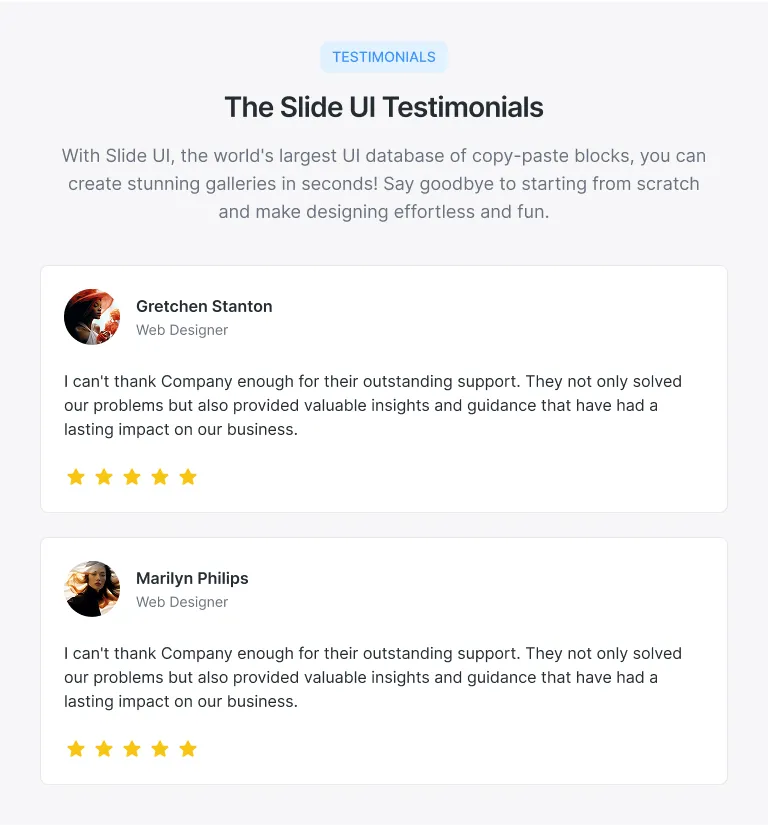 TESTIMONIALS
The Slide UI Testimonials
With Slide UI, the world's largest UI database of copy-paste blocks, you can
create stunning galleries in seconds! Say goodbye to starting from scratch
and make designing effortless and fun.
Gretchen Stanton
Web Designer
I can't thank Company enough for their outstanding support. They not only solved
our problems but also provided valuable insights and guidance that have had a
lasting impact on our business.
Marilyn Philips
Web Designer
I can't thank Company enough for their outstanding support. They not only solved
our problems but also provided valuable insights and guidance that have had a
lasting impact on our business.